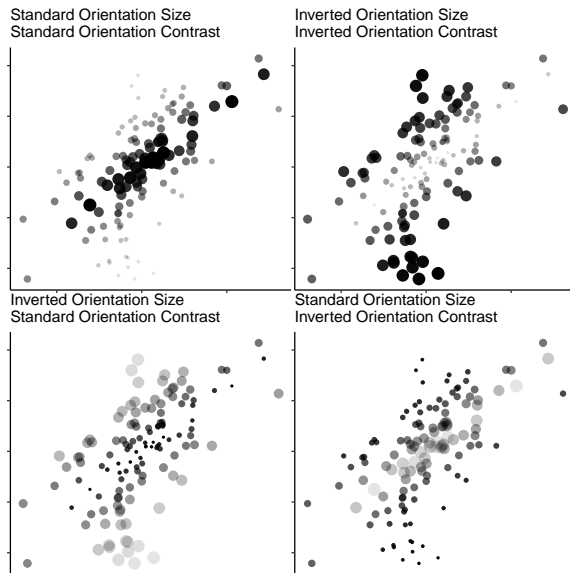 Standard Orientation Size
Standard Orientation Contrast
Inverted Orientation Size
Inverted Orientation Contrast
Inverted Orientation Size
Standard Orientation Contrast
Standard Orientation Size
Inverted Orientation Contrast